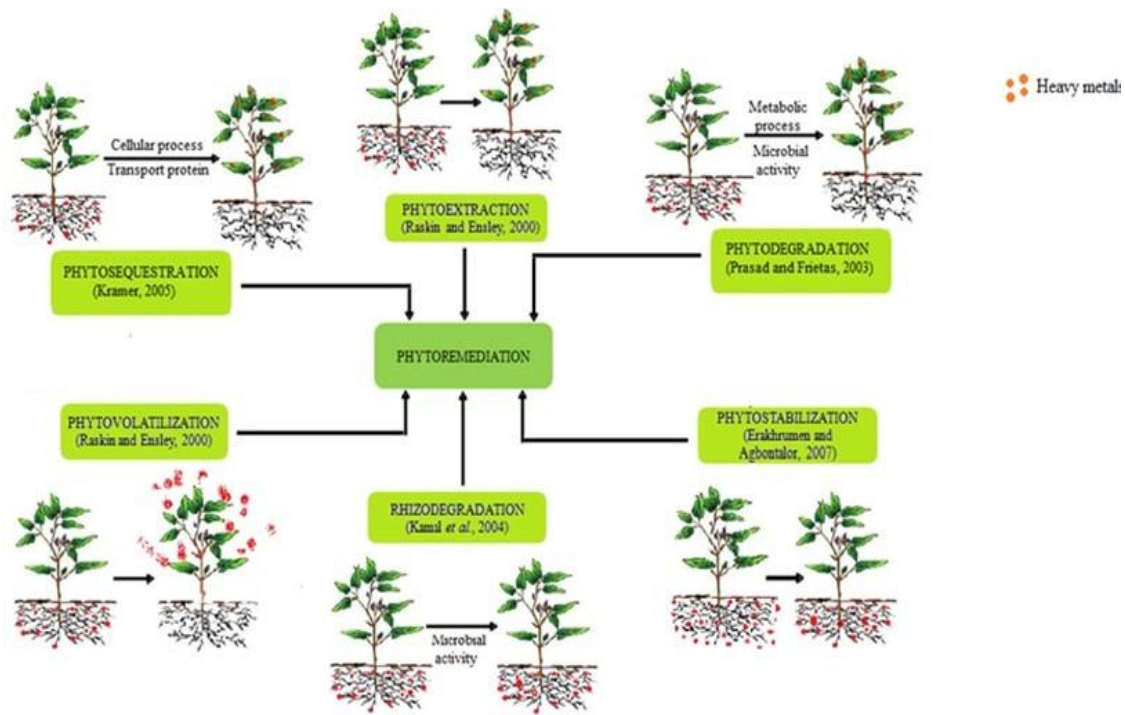 Heavy metals
Cellular process
Transport protein
Metabolic
process
Microbial
activity
PHYTOEXTRACTION
(Raskin and Ensley, 2000)
PHYTOSEQUESTRATION
(Kramer, 2005)
PHYTODEGRADATION
(Prasad and Frietas, 2003)
PHYTOREMEDIATION
PHYTOVOLATILIZATION
(Raskin and Ensley, 2000)
PHYTOSTABILIZATION
(Erakhrumen and
Agbontalor, 2007)
RHIZODEGRADATION
(Kamal et al., 2004)
Microbial
activity